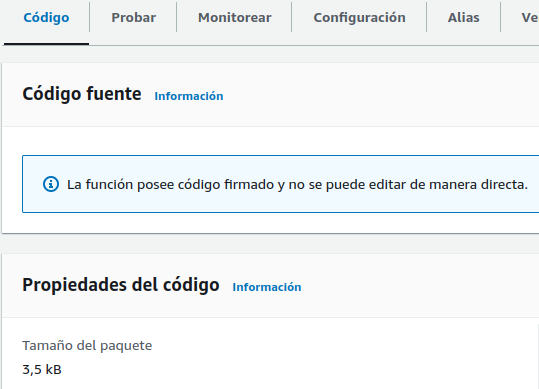 Código Probar Monitorear Configuración Alias
Código fuente Información
La función posee código firmado y no se puede editar de manera directa.
Propiedades del código Información
Tamaño del paquete
3,5 kB